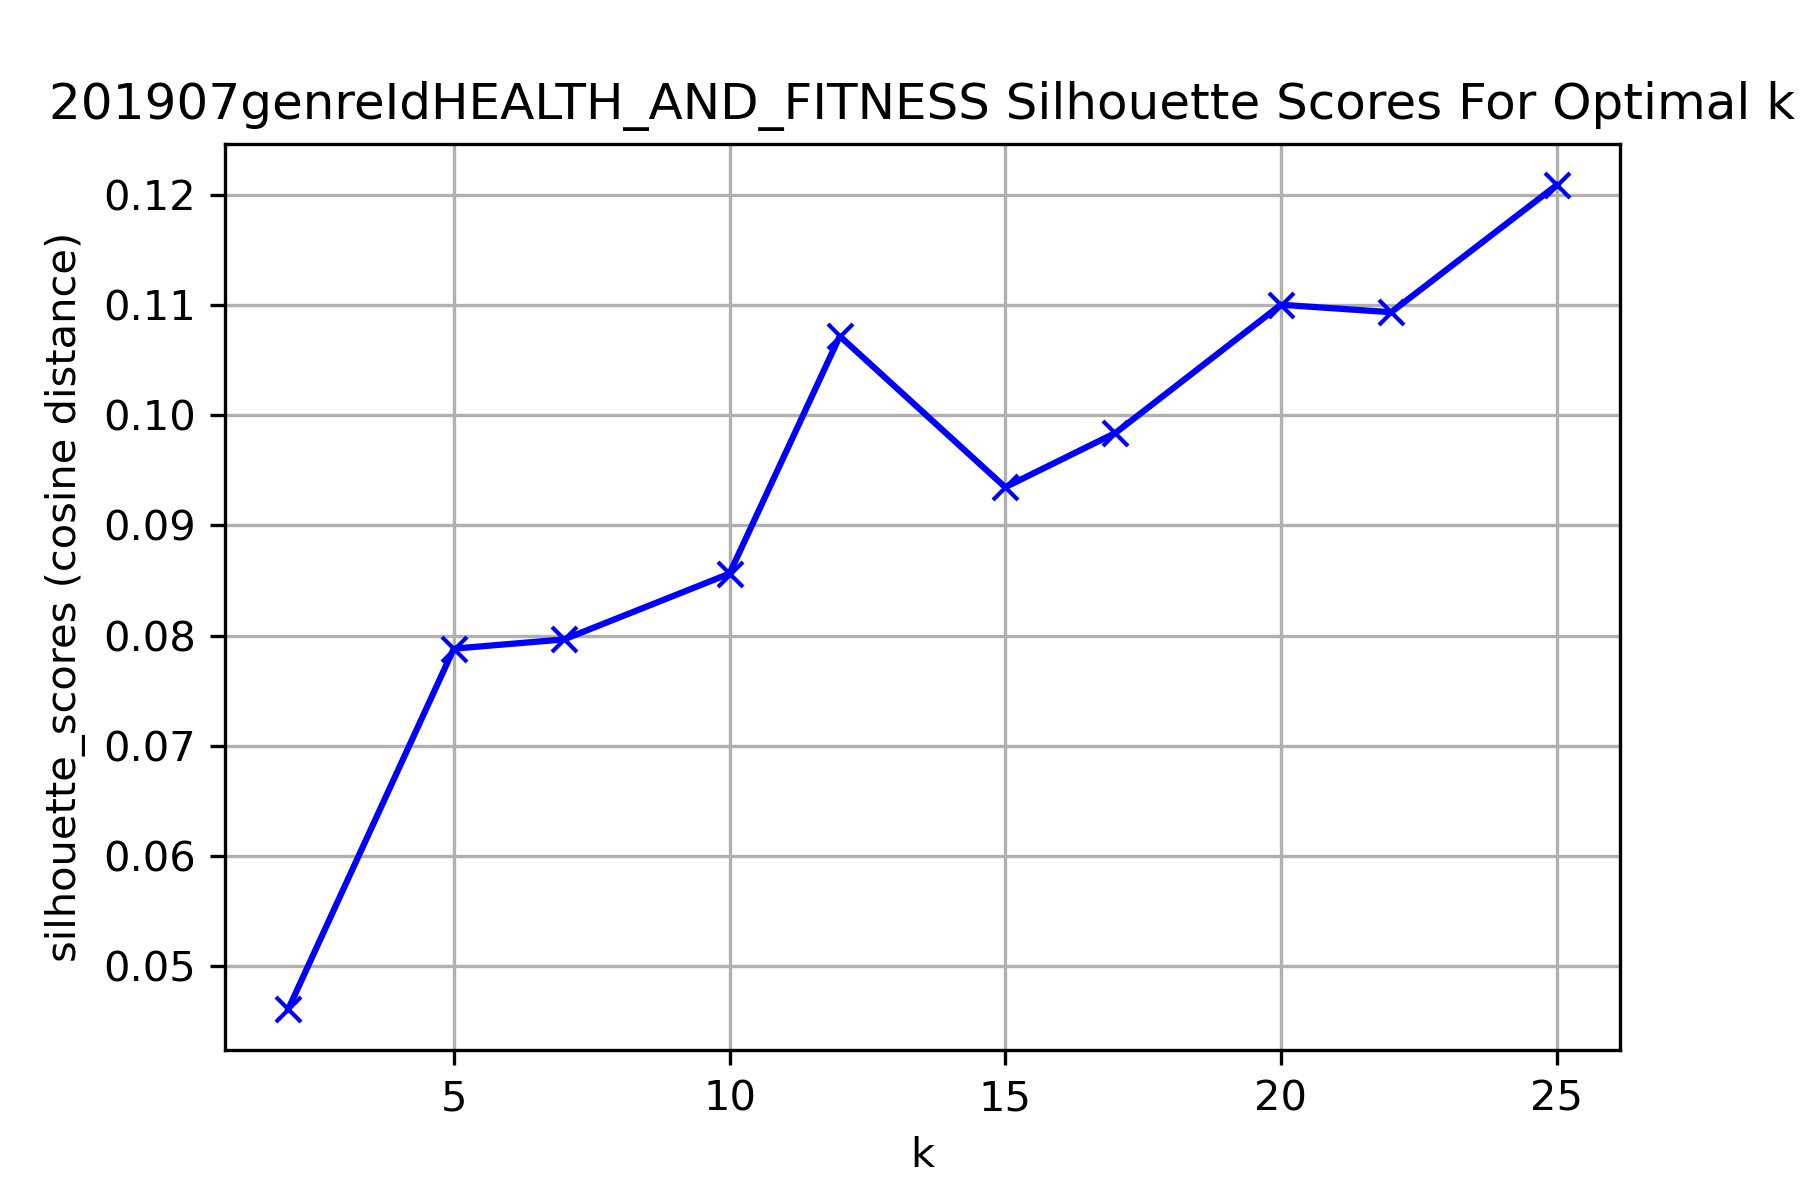 201907genreIdHEALTH_AND_FITNESS Silhouette Scores For Optimal k
silhouette_scores (cosine distance)
0.12
0.11
0.10
0.09
0.08
0.07
0.06
0.05
5 10 15 20 25
k